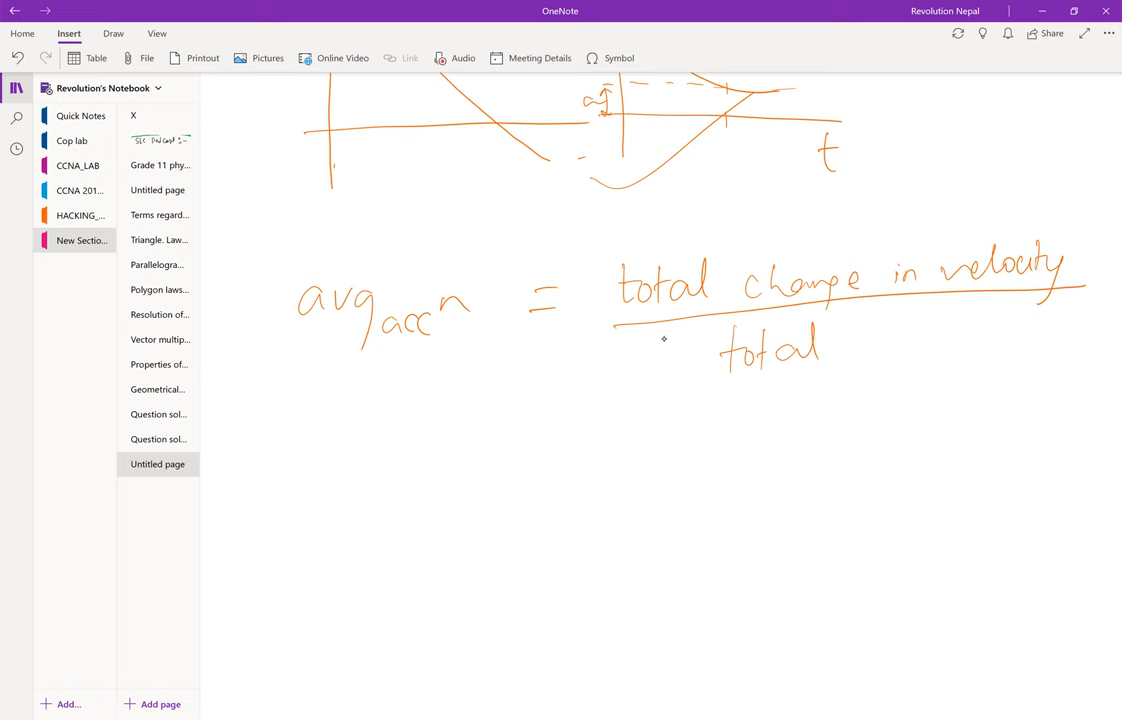 OneNote
Revolution Nepal
Home Insert Draw View
Share
Table File Printout Pictures Online Video Link Audio Meeting Details Symbol
Revolution's Notebook
Quick Notes
Cop lab
CCNA_LAB
CCNA 201...
HACKING_...
New Sectio...
X
Grade 11 phy...
Untitled page
Terms regard...
Triangle. Law...
Parallelogra...
Polygon laws...
Resolution of...
Vector multip...
Properties of...
Geometrical...
Question sol...
Question sol...
Untitled page
a
t
avg accn = total change in velocity
total
+ Add...
+ Add page